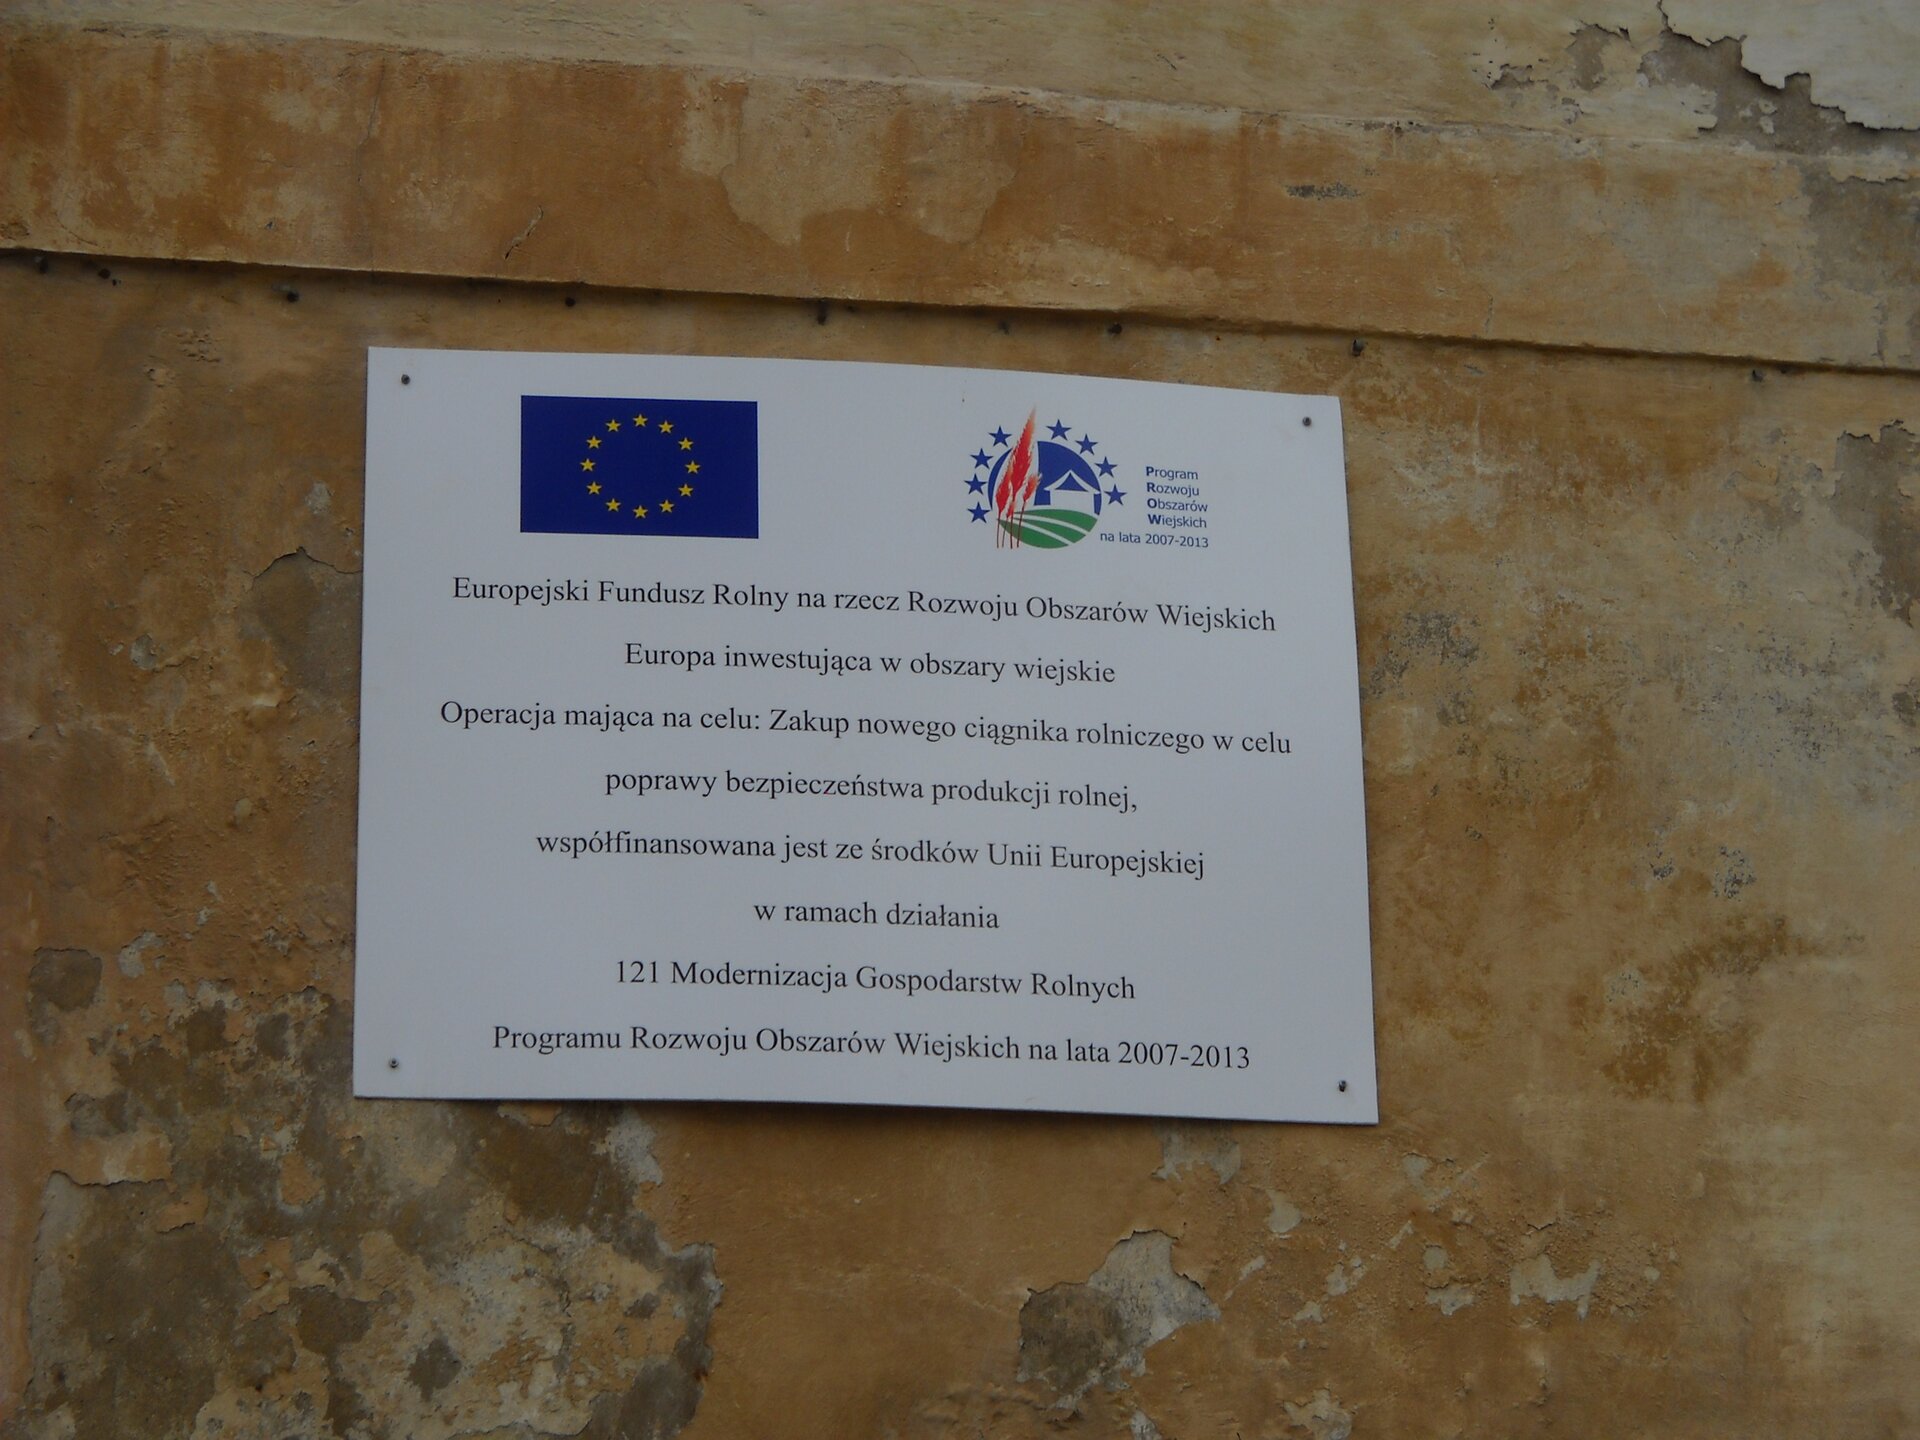 Program
Rozwoju
Obszarów
Wiejskich
na lata 2007-2013
Europejski Fundusz Rolny na rzecz Rozwoju Obszarów Wiejskich
Europa inwestująca w obszary wiejskie
Operacja mająca na celu: Zakup nowego ciągnika rolniczego w celu
poprawy bezpieczeństwa produkcji rolnej,
współfinansowana jest ze środków Unii Europejskiej
w ramach działania
121 Modernizacja Gospodarstw Rolnych
Programu Rozwoju Obszarów Wiejskich na lata 2007-2013